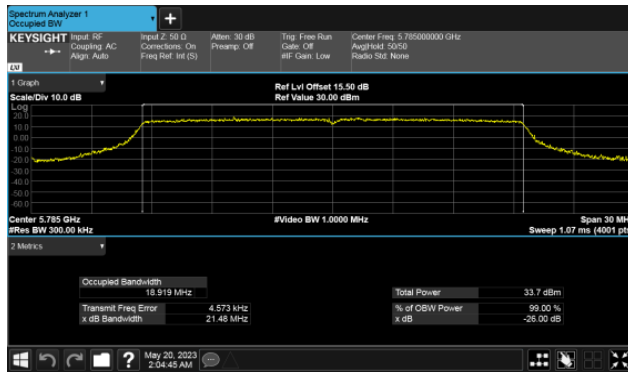 Spectrum Analyzer 1
Occupied BW
+
KEYSIGHT Input: RF Input Z: 50 Ω Atten: 30 dB Trig: Free Run Center Freq: 5.785000000 GHz
Coupling: AC Corrections: On Preamp: Off Gate: Off Avg|Hold: 50/50
Align: Auto Freq Ref: Int (S) #IF Gain: Low Radio Std: None
LXI
1 Graph Ref Lvl Offset 15.50 dB
Scale/Div 10.0 dB Ref Value 30.00 dBm
Log
20.0
10.0
0.00
-10.0
-20.0
-30.0
-40.0
-50.0
-60.0
Center 5.785 GHz #Video BW 1.0000 MHz Span 30 MH
#Res BW 300.00 kHz Sweep 1.07 ms (4001 pts
2 Metrics
Occupied Bandwidth
18.919 MHz Total Power 33.7 dBm
Transmit Freq Error 4.573 kHz % of OBW Power 99.00 %
x dB Bandwidth 21.48 MHz x dB -26.00 dB
? May 20, 2023
2:04:45 AM